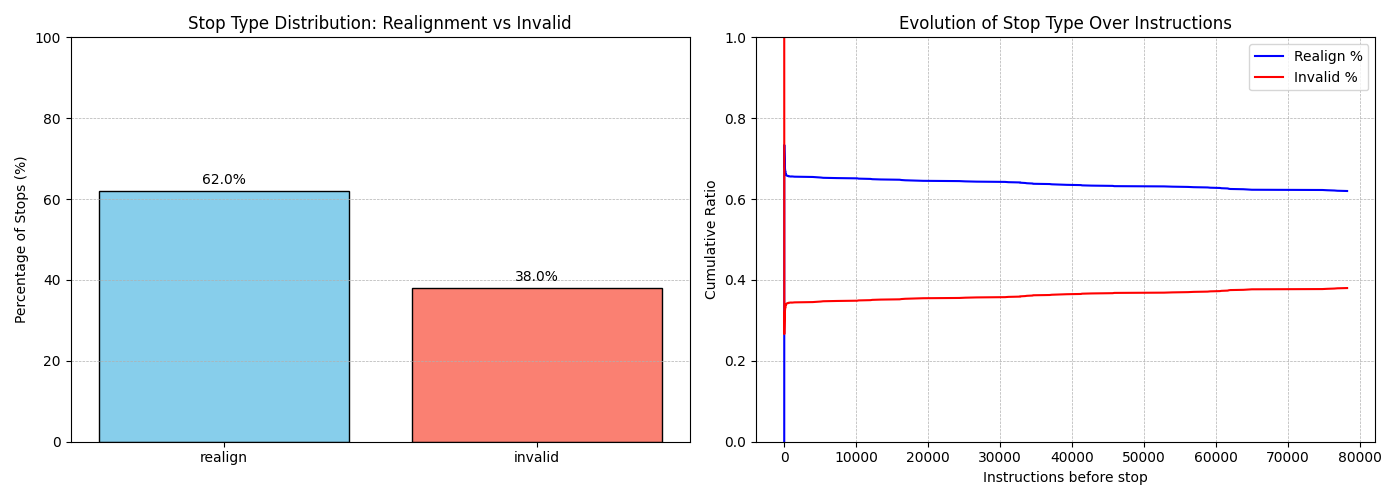 Stop Type Distribution: Realignment vs Invalid
Percentage of Stops (%)
100
80
60
40
20
0
62.0%
38.0%
realign
invalid
Evolution of Stop Type Over Instructions
Cumulative Ratio
1.0
0.8
0.6
0.4
0.2
0.0
Realign %
Invalid %
0 10000 20000 30000 40000 50000 60000 70000 80000
Instructions before stop